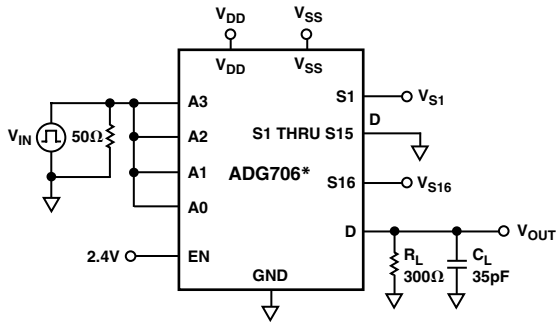 VDD VSS
VDD VSS
A3 S1 VS1
D
VIN 50Ω A2 S1 THRU S15
A1 ADG706*
S16 VS16
A0
D VOUT
2.4V EN RL CL
300Ω 35pF
GND